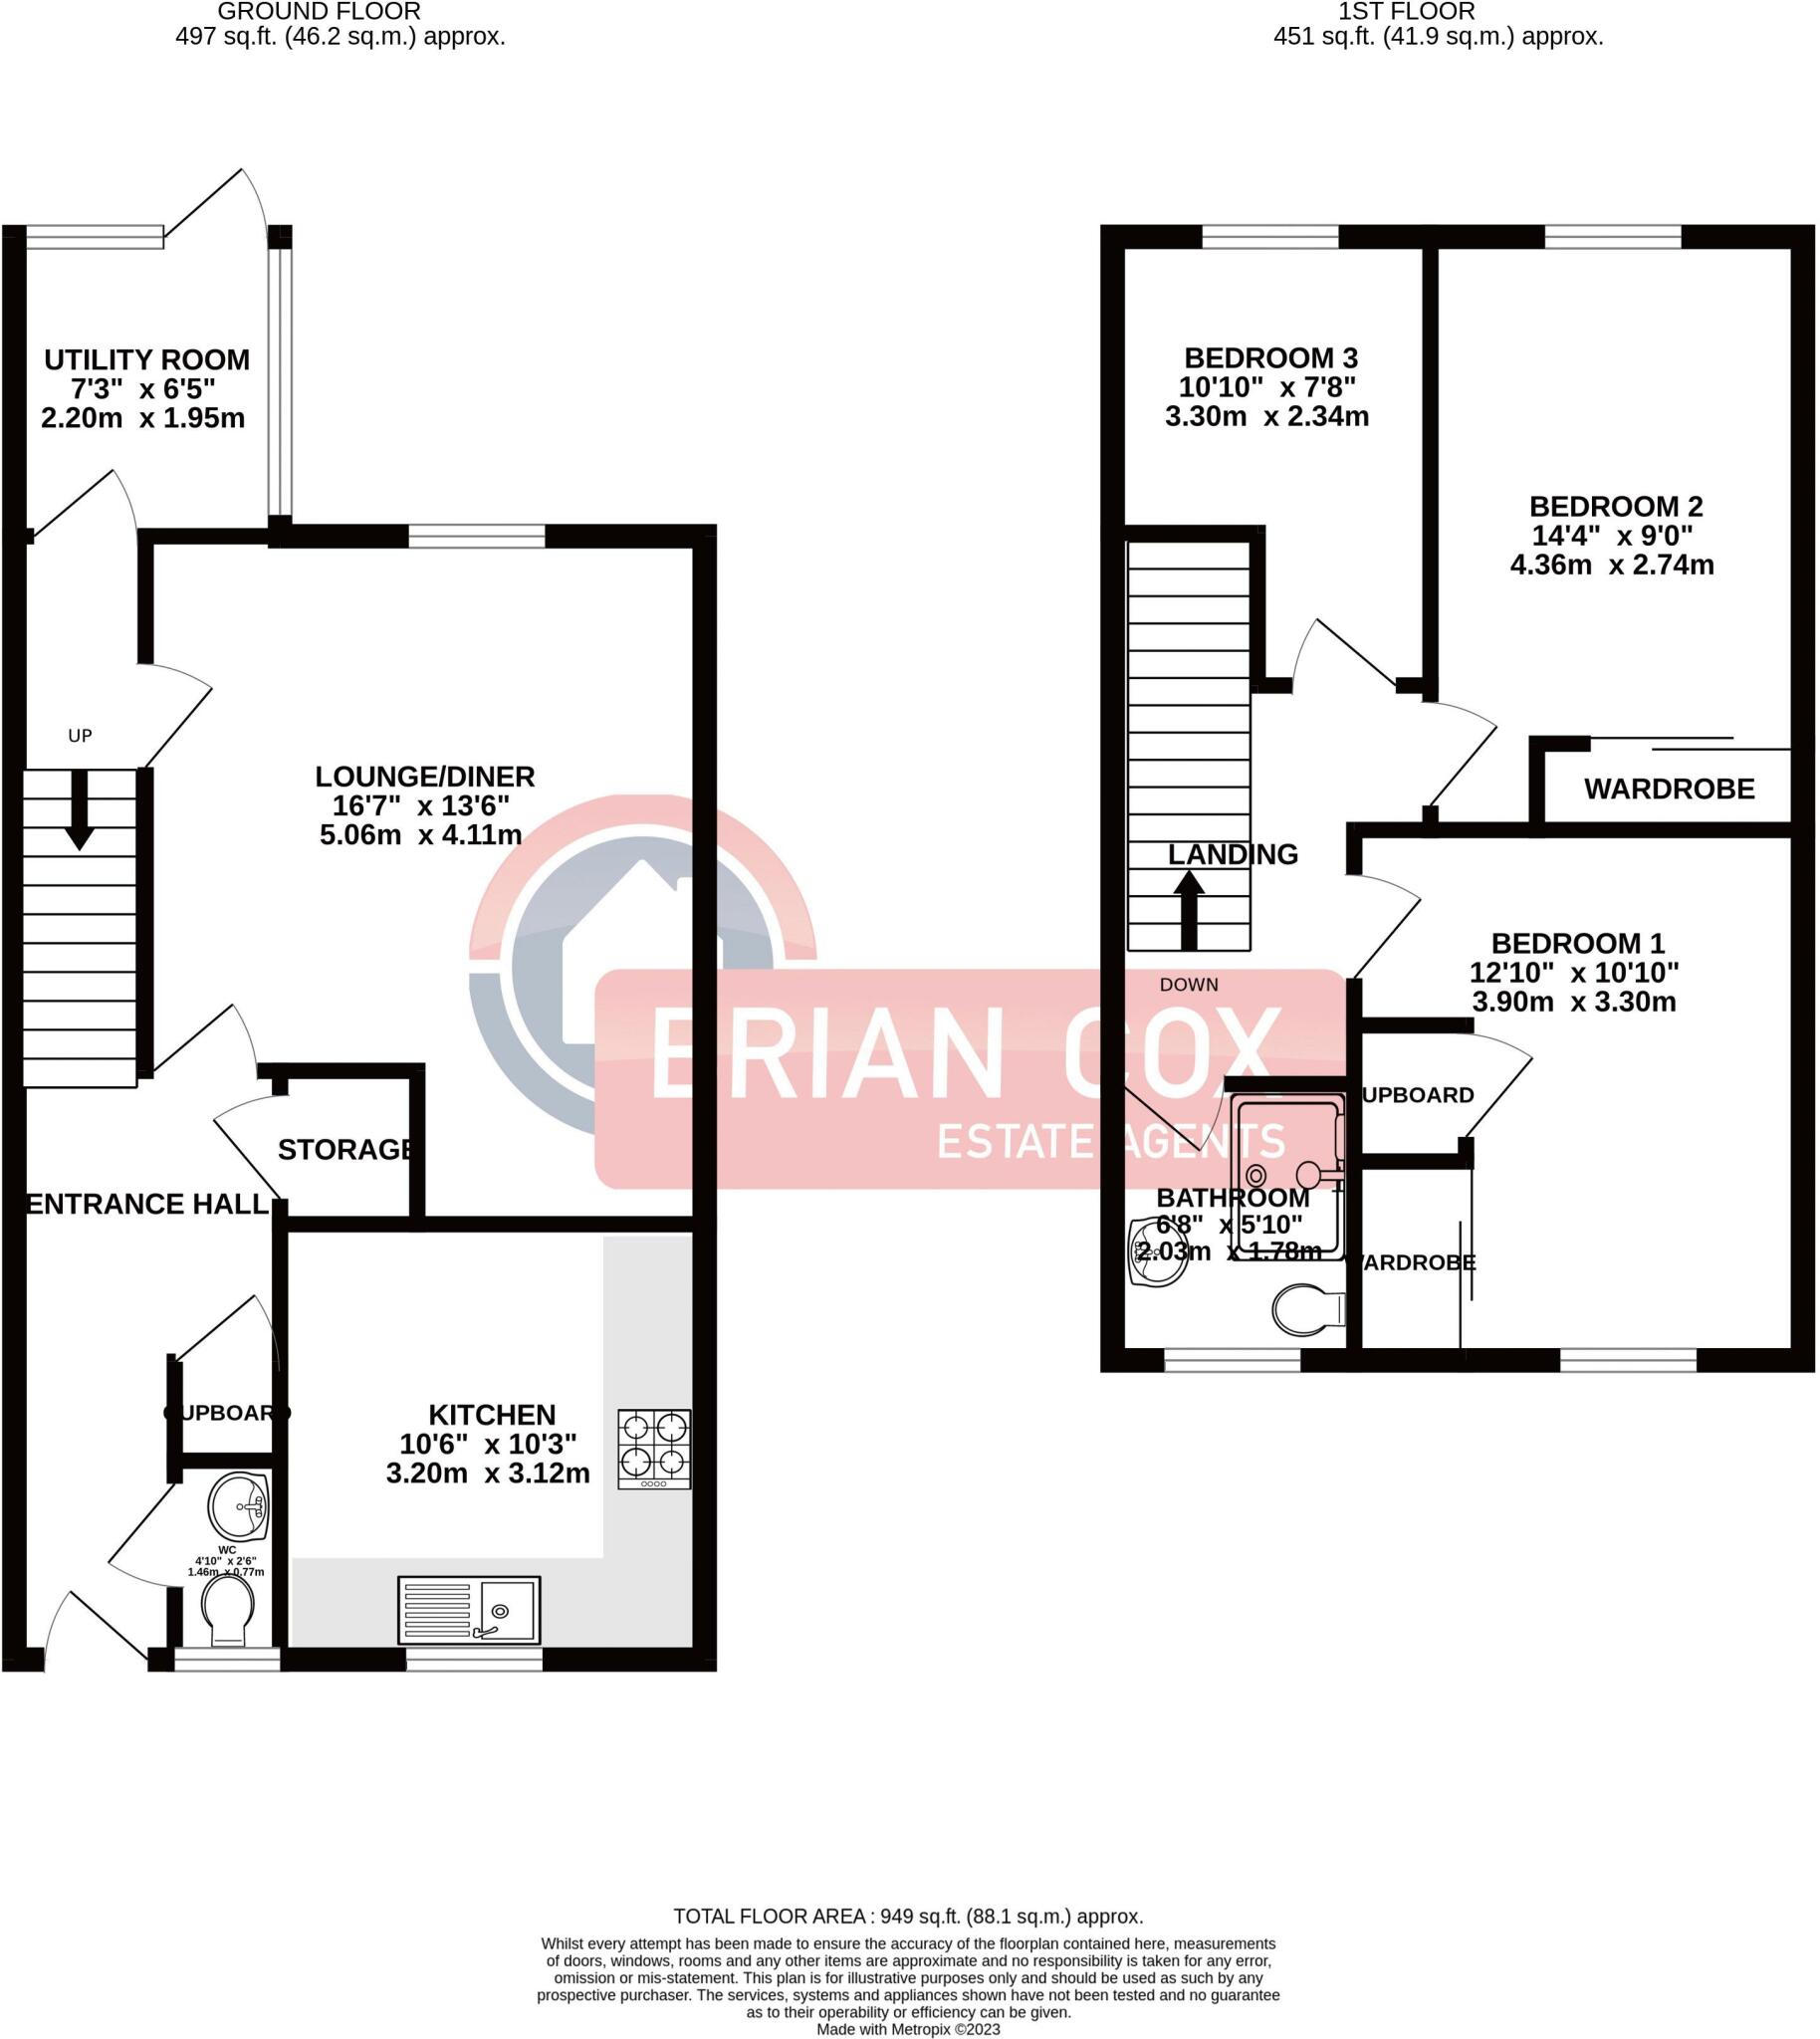 GROUND FLOOR
497 sq.ft. (46.2 sq.m.) approx.
1ST FLOOR
451 sq.ft. (41.9 sq.m.) approx.
UTILITY ROOM
7'3" x 6'5"
2.20m x 1.95m
UP
LOUNGE/DINER
16'7" x 13'6"
5.06m x 4.11m
STORAGE
ENTRANCE HALL
CUPBOARD
KITCHEN
10'6" x 10'3"
3.20m x 3.12m
WC
4'10" x 2'6"
1.46m x 0.77m
BEDROOM 3
10'10" x 7'8"
3.30m x 2.34m
BEDROOM 2
14'4" x 9'0"
4.36m x 2.74m
WARDROBE
LANDING
BEDROOM 1
12'10" x 10'10"
3.90m x 3.30m
DOWN
CUPBOARD
BATHROOM
6'8" x 5'10"
2.03m x 1.78m
WARDROBE
BRIAN COX
ESTATE AGENTS
TOTAL FLOOR AREA : 949 sq.ft. (88.1 sq.m.) approx.
Whilst every attempt has been made to ensure the accuracy of the floorplan contained here, measurements
of doors, windows, rooms and any other items are approximate and no responsibility is taken for any error,
omission or mis-statement. This plan is for illustrative purposes only and should be used as such by any
prospective purchaser. The services, systems and appliances shown have not been tested and no guarantee
as to their operability or efficiency can be given.
Made with Metropix ©2023